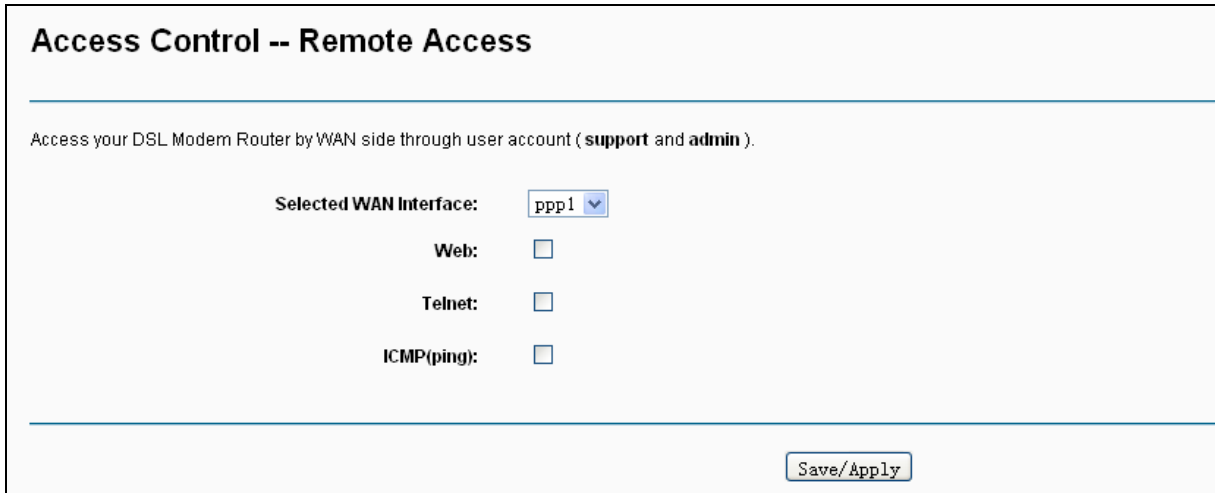 Access Control -- Remote Access
Access your DSL Modem Router by WAN side through user account ( support and admin ).
Selected WAN Interface: ppp1
Web:
Telnet:
ICMP(ping):
Save/Apply